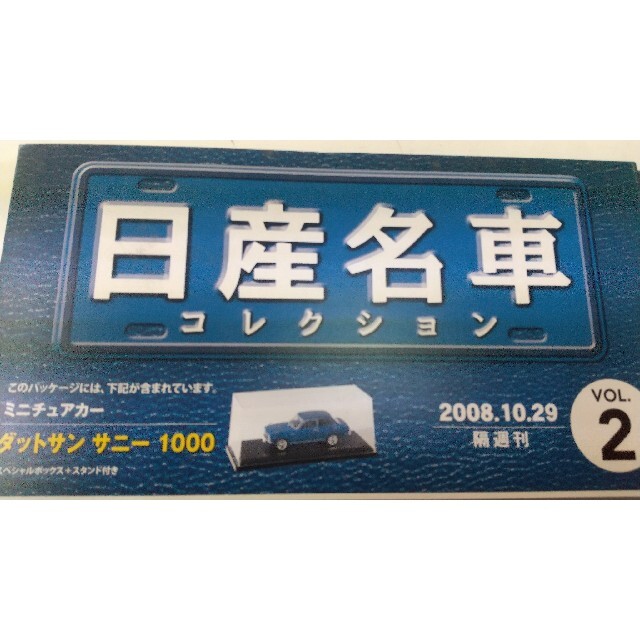 日産名車
コレクション
このパッケージには、下記が含まれています。
ミニチュアカー
ダットサン サニー 1000
スペシャルボックス+スタンド付き
2008.10.29
隔週刊
VOL.
2